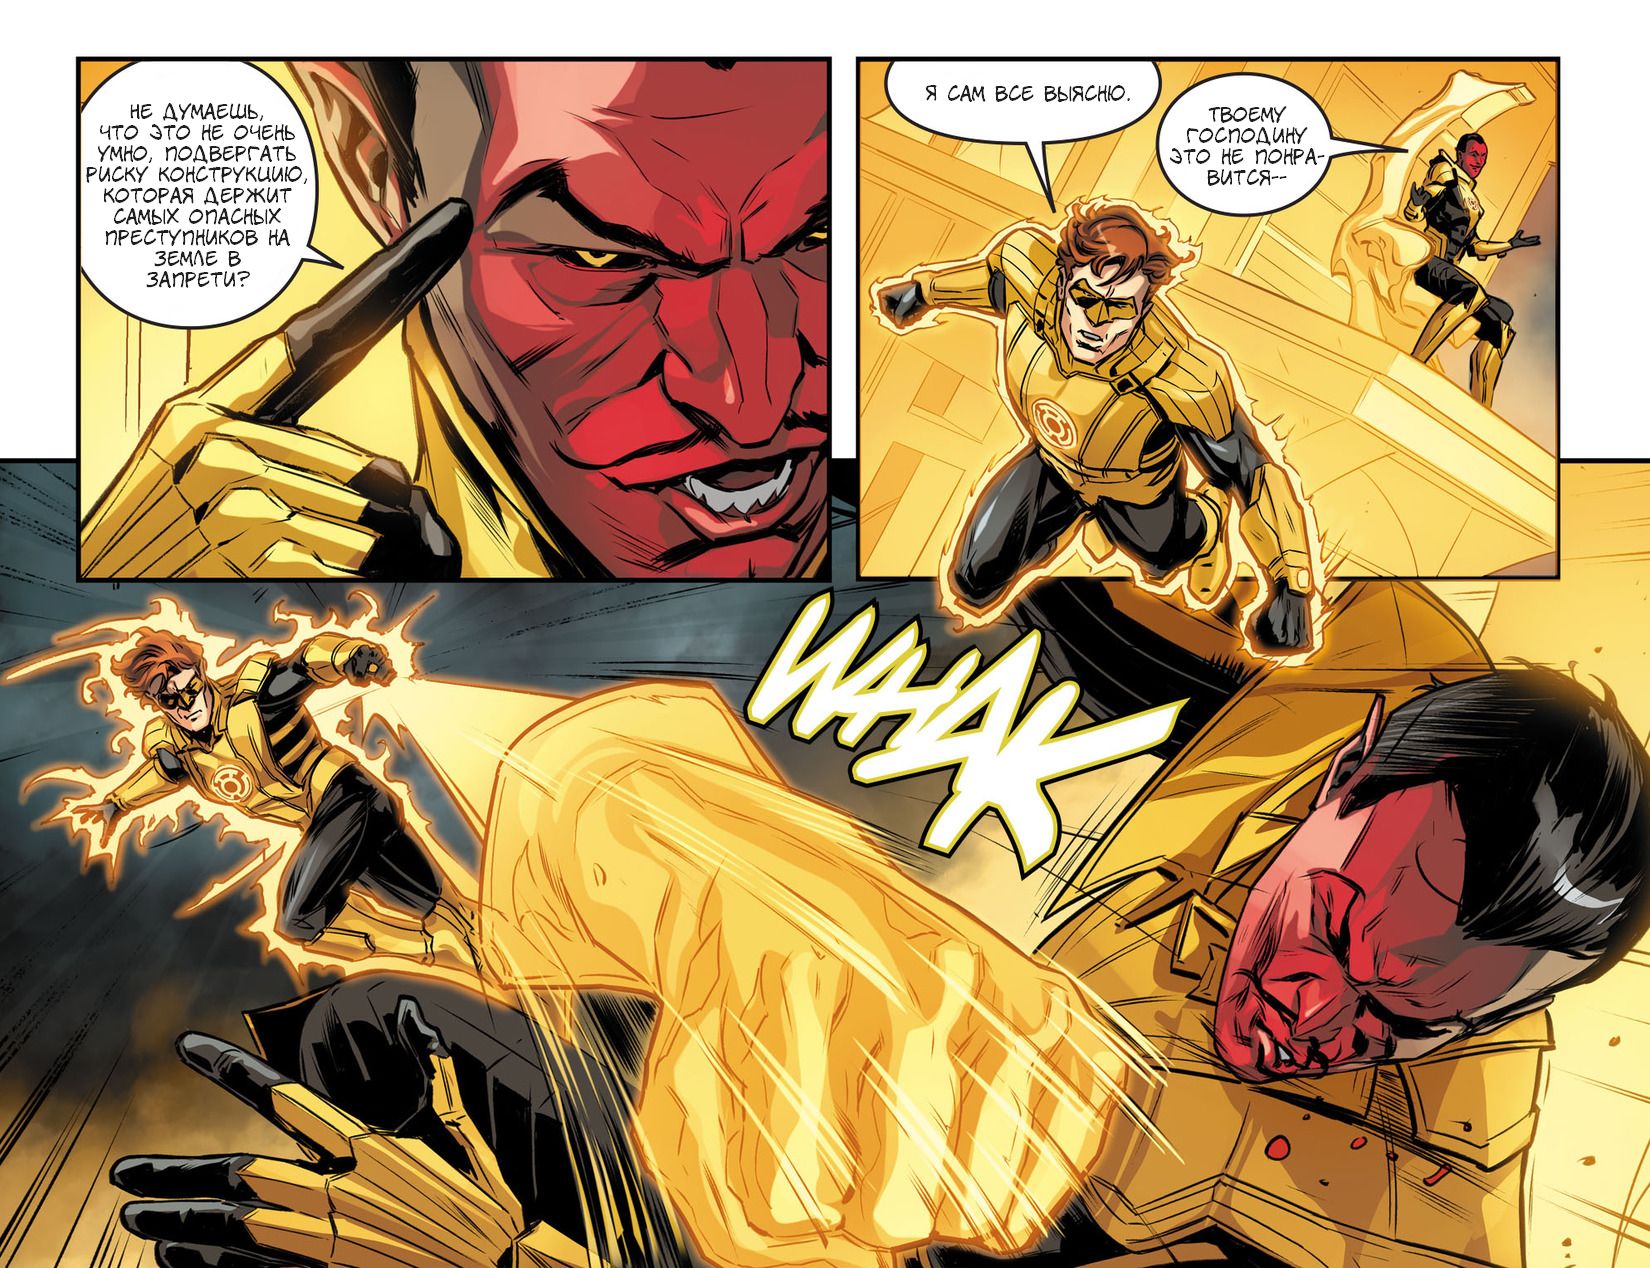 НЕ ДУМАЕШЬ,
ЧТО ЭТО НЕ ОЧЕНЬ
УМНО, ПОДВЕРГАТЬ
РИСКУ КОНСТРУКЦИЮ,
КОТОРАЯ ДЕРЖИТ
САМЫХ ОПАСНЫХ
ПРЕСТУПНИКОВ НА
ЗЕМЛЕ В
ЗАПРЕТИ?
Я САМ ВСЕ ВЫЯСНЮ.
ТВОЕМУ
ГОСПОДИНУ
ЭТО НЕ ПОНРА-
ВИТСЯ--
WHAK